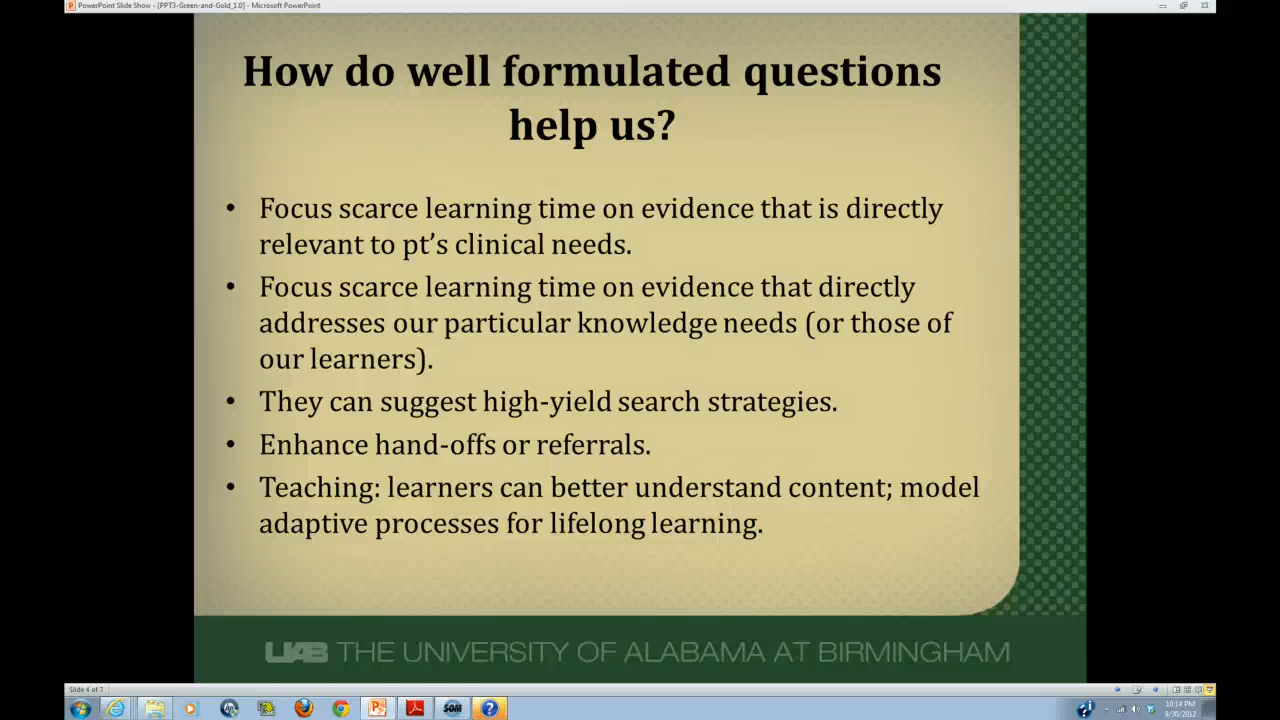 PowerPoint Slide Show - [PPT3-Green-and-Gold_1.0] - Microsoft PowerPoint
How do well formulated questions
help us?
• Focus scarce learning time on evidence that is directly
relevant to pt's clinical needs.
• Focus scarce learning time on evidence that directly
addresses our particular knowledge needs (or those of
our learners).
• They can suggest high-yield search strategies.
• Enhance hand-offs or referrals.
• Teaching: learners can better understand content; model
adaptive processes for lifelong learning.
UAB THE UNIVERSITY OF ALABAMA AT BIRMINGHAM
Slide 4 of 7
SOM
10:14 PM
9/30/2012